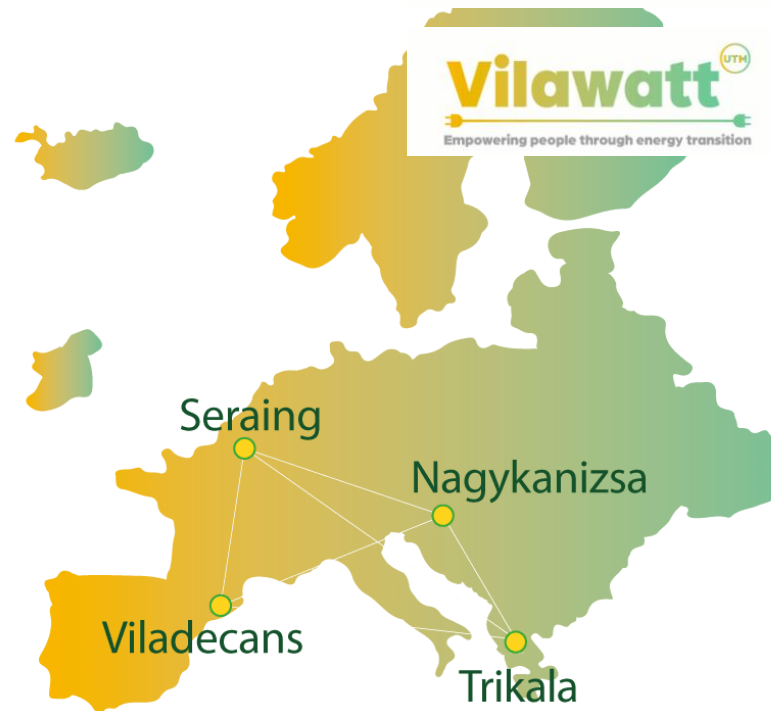 Vilawatt UTM
Empowering people through energy transition
Seraing
Nagykanizsa
Viladecans
Trikala